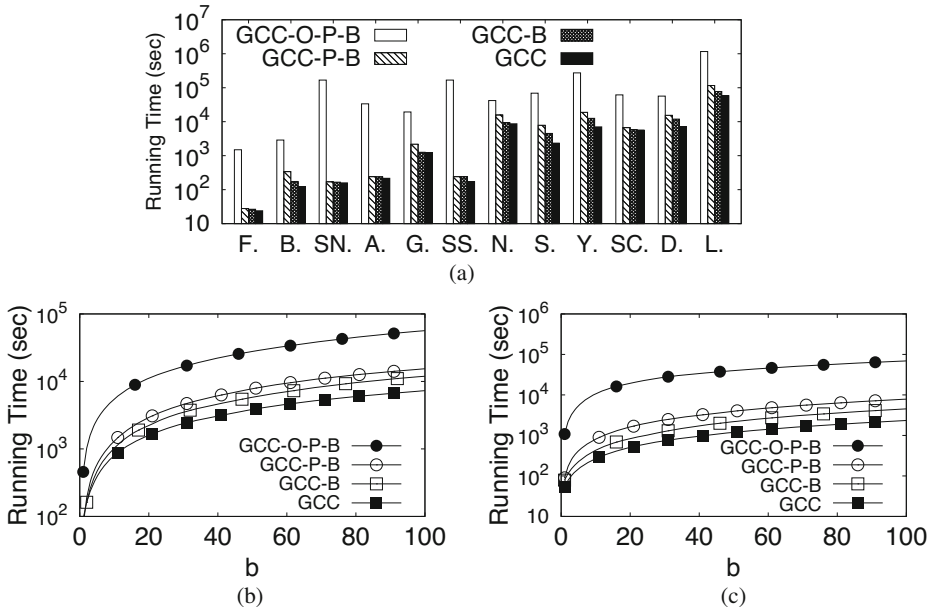 Running Time (sec)
10^7
10^6
10^5
10^4
10^3
10^2
10
GCC-O-P-B
GCC-P-B
GCC-B
GCC
F. B. SN. A. G. SS. N. S. Y. SC. D. L.
(a)
Running Time (sec)
10^5
10^4
10^3
10^2
GCC-O-P-B
GCC-P-B
GCC-B
GCC
0 20 40 60 80 100
b
(b)
Running Time (sec)
10^6
10^5
10^4
10^3
10^2
10
GCC-O-P-B
GCC-P-B
GCC-B
GCC
0 20 40 60 80 100
b
(c)